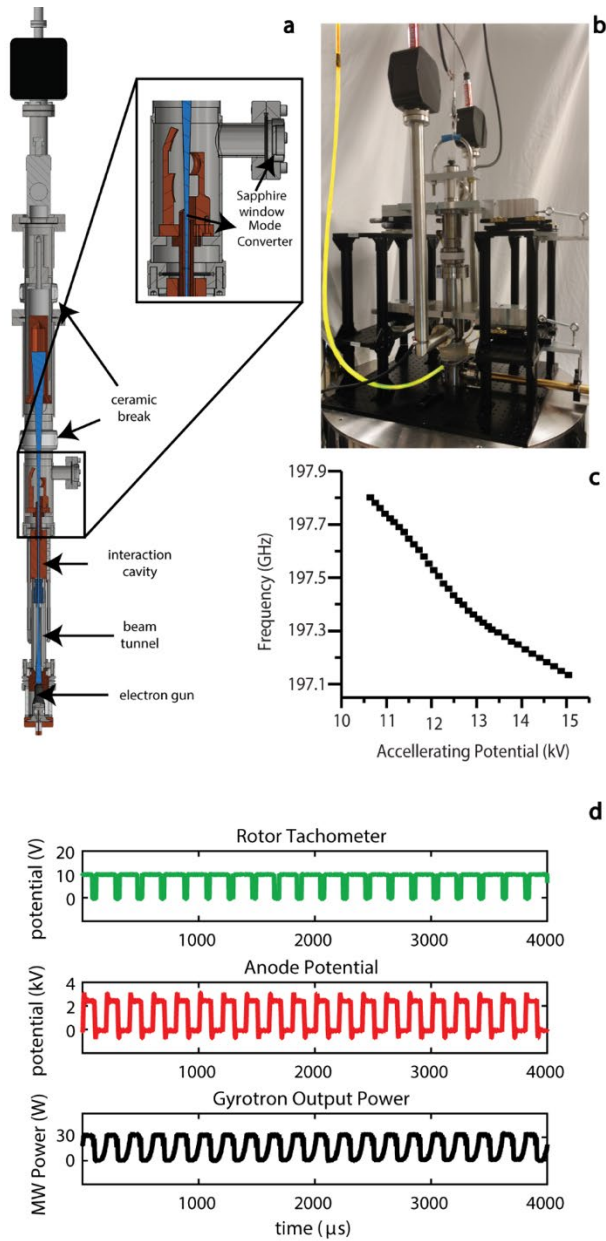 a
Sapphire
window
Mode
Converter
ceramic
break
interaction
cavity
beam
tunnel
electron gun
b
c
197.9
197.7
197.5
197.3
197.1
Frequency (GHz)
10 11 12 13 14 15
Accellerating Potential (kV)
d
Rotor Tachometer
potential (V)
20
10
0
1000 2000 3000 4000
Anode Potential
potential (kV)
4
2
0
1000 2000 3000 4000
Gyrotron Output Power
MW Power (W)
30
0
1000 2000 3000 4000
time (µs)